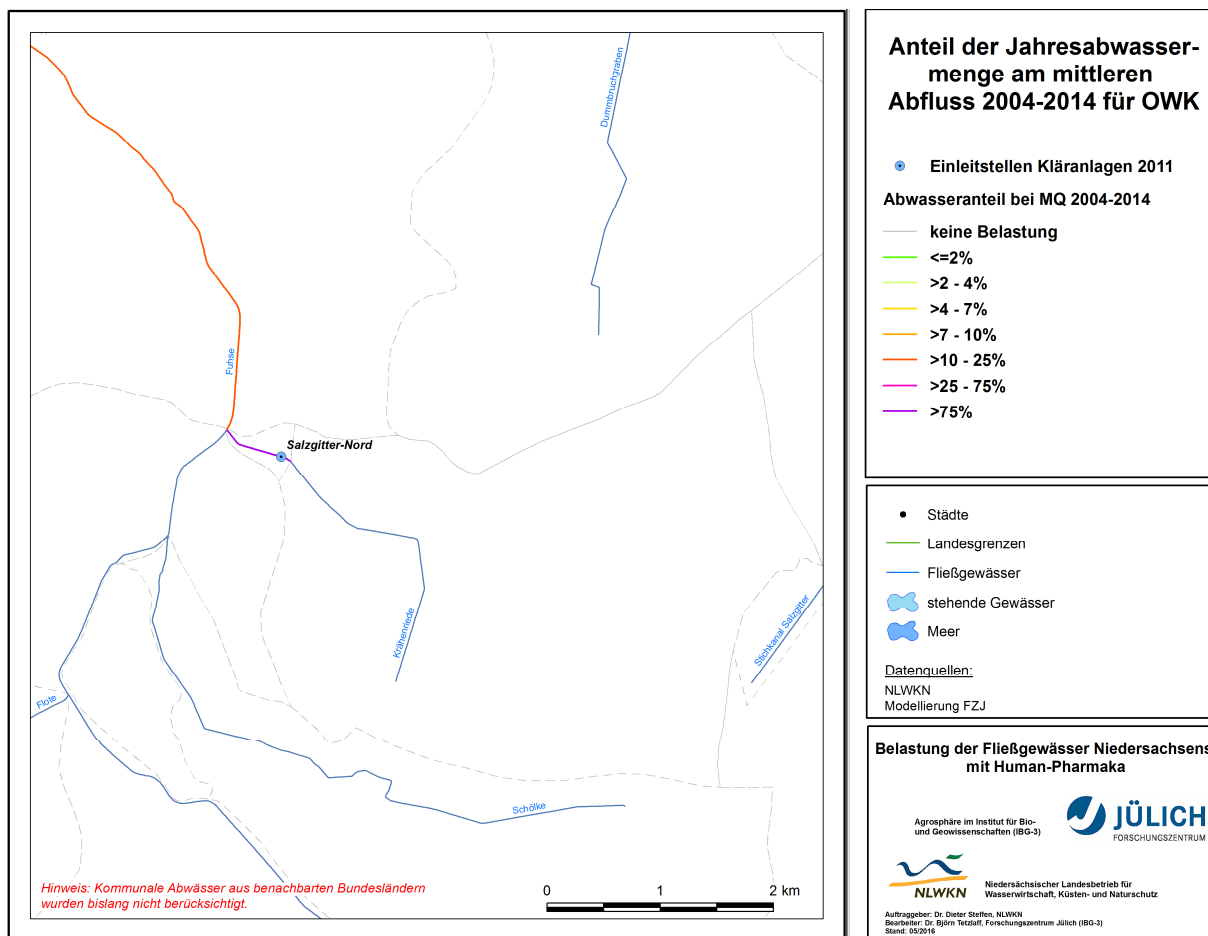 Dummbruchgraben
Fuhse
Salzgitter-Nord
Krähenriede
Stichkanal Salzgitter
Flote
Schölke
Hinweis: Kommunale Abwässer aus benachbarten Bundesländern
wurden bislang nicht berücksichtigt.
0 1 2 km
Anteil der Jahresabwasser-
menge am mittleren
Abfluss 2004-2014 für OWK
Einleitstellen Kläranlagen 2011
Abwasseranteil bei MQ 2004-2014
keine Belastung
<=2%
>2 - 4%
>4 - 7%
>7 - 10%
>10 - 25%
>25 - 75%
>75%
Städte
Landesgrenzen
Fließgewässer
stehende Gewässer
Meer
Datenquellen:
NLWKN
Modellierung FZJ
Belastung der Fließgewässer Niedersachsens
mit Human-Pharmaka
Agrosphäre im Institut für Bio-
und Geowissenschaften (IBG-3)
JÜLICH
FORSCHUNGSZENTRUM
NLWKN
Niedersächsischer Landesbetrieb für
Wasserwirtschaft, Küsten- und Naturschutz
Auftraggeber: Dr. Dieter Steffen, NLWKN
Bearbeiter: Dr. Björn Tetzlaff, Forschungszentrum Jülich (IBG-3)
Stand: 05/2016